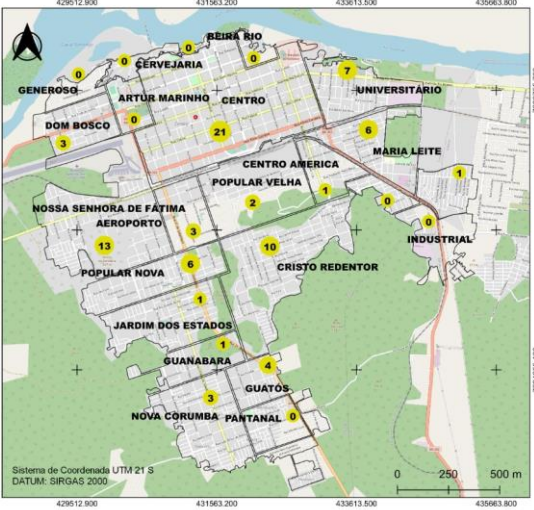 429512.900 431563.200 433613.500 435663.800
BEIRA RIO
0
0 0
CERVEJARIA
0 7
GENEROSO UNIVERSITÁRIO
ARTUR MARINHO CENTRO
DOM BOSCO 0
21 6
3 MARIA LEITE
CENTRO AMERICA
1
POPULAR VELHA
1
2 0
NOSSA SENHORA DE FÁTIMA
AEROPORTO 3 0
13 10 INDUSTRIAL
6
POPULAR NOVA CRISTO REDENTOR
1
JARDIM DOS ESTADOS
1
GUANABARA
4
GUATÓS
3
NOVA CORUMBA PANTANAL 0
Sistema de Coordenada UTM 21 S
DATUM: SIRGAS 2000
0 250 500 m
429512.900 431563.200 433613.500 435663.800